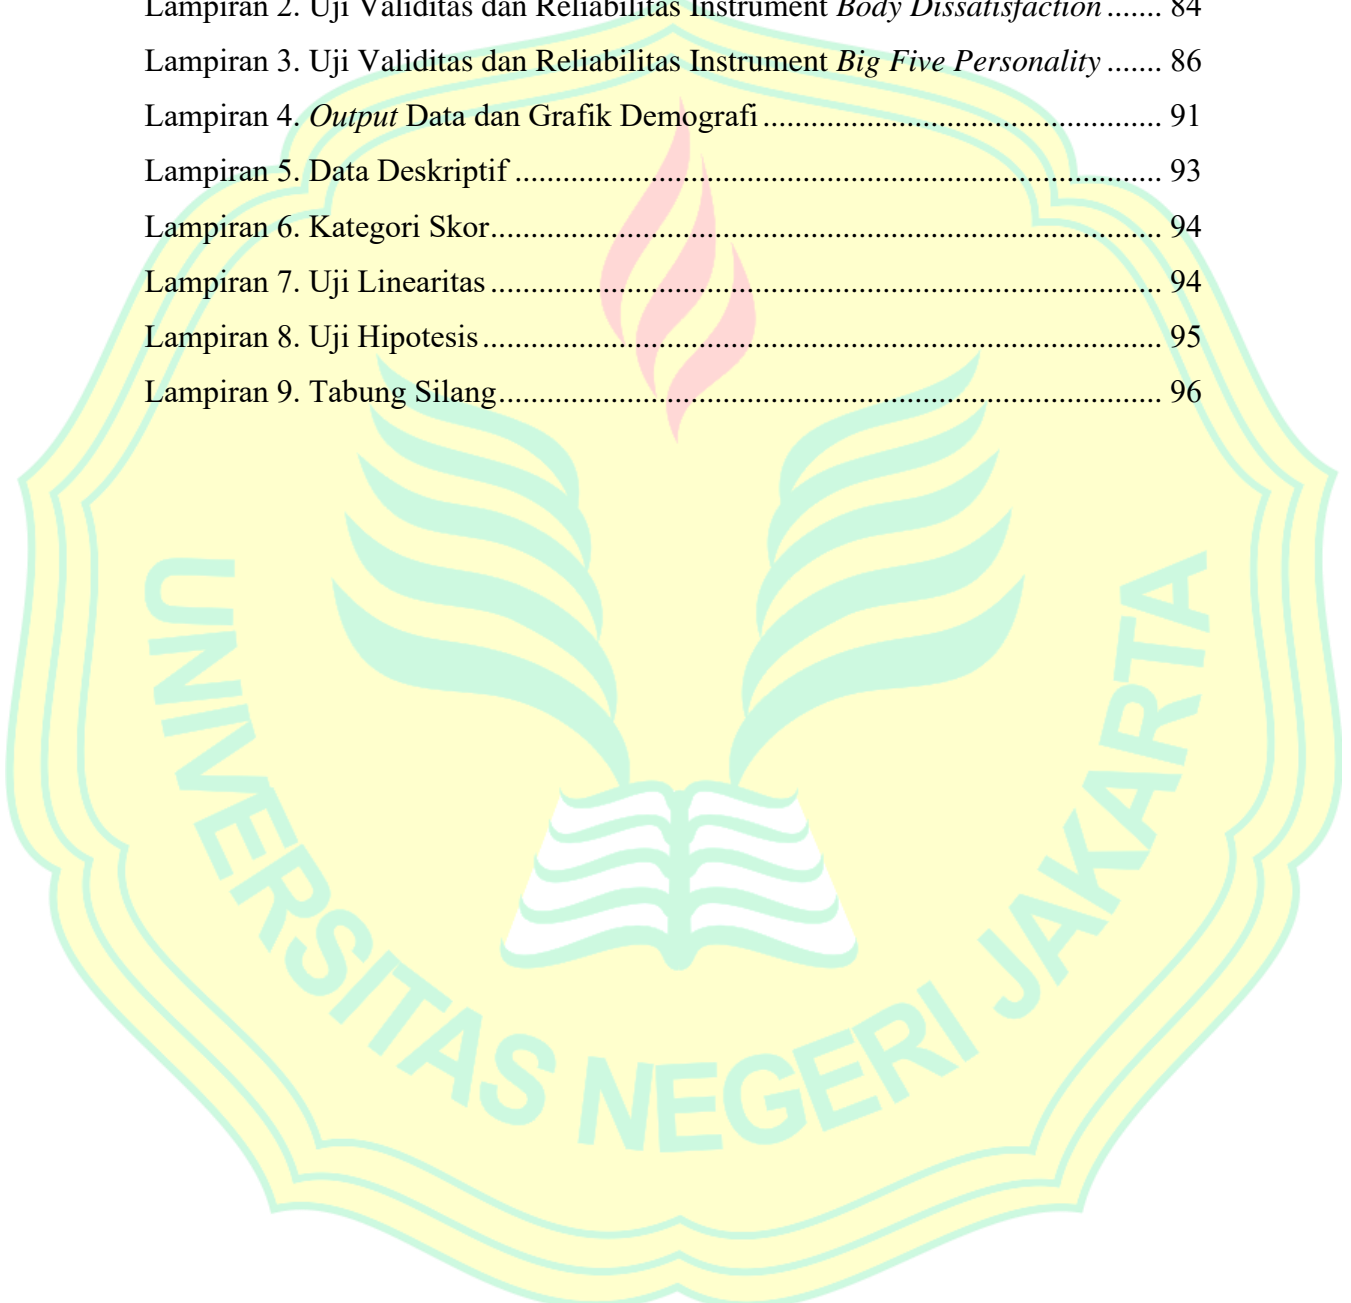 Lampiran 2. Uji Validitas dan Reliabilitas Instrument Body Dissatisfaction ....... 84
Lampiran 3. Uji Validitas dan Reliabilitas Instrument Big Five Personality ....... 86
Lampiran 4. Output Data dan Grafik Demografi .................................................. 91
Lampiran 5. Data Deskriptif ................................................................................. 93
Lampiran 6. Kategori Skor.................................................................................... 94
Lampiran 7. Uji Linearitas .................................................................................... 94
Lampiran 8. Uji Hipotesis ..................................................................................... 95
Lampiran 9. Tabung Silang................................................................................... 96
UNIVERSITAS NEGERI JAKARTA